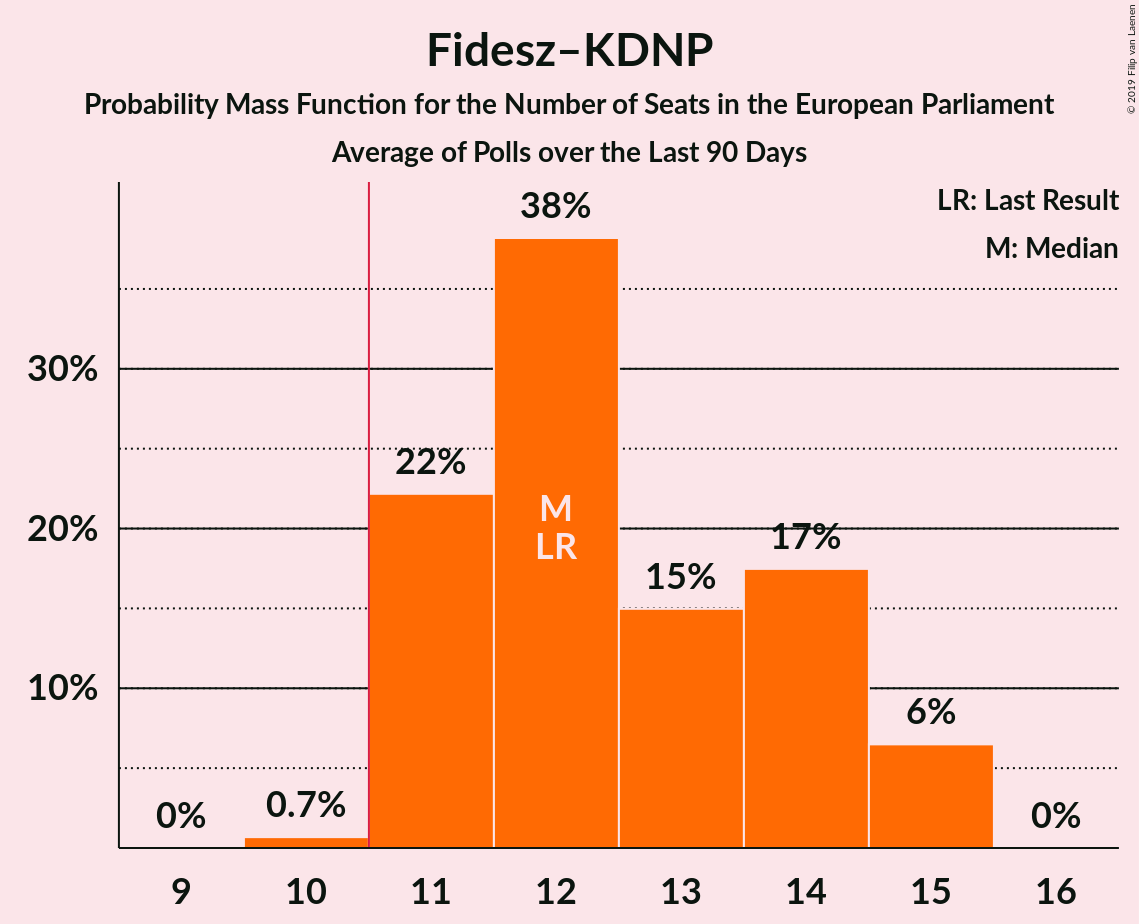 Fidesz–KDNP
Probability Mass Function for the Number of Seats in the European Parliament
Average of Polls over the Last 90 Days
© 2019 Filip van Laenen
LR: Last Result
M: Median
38%
30%
22%
M
LR
20%
17%
15%
10%
6%
0%
0.7%
0%
9 10 11 12 13 14 15 16